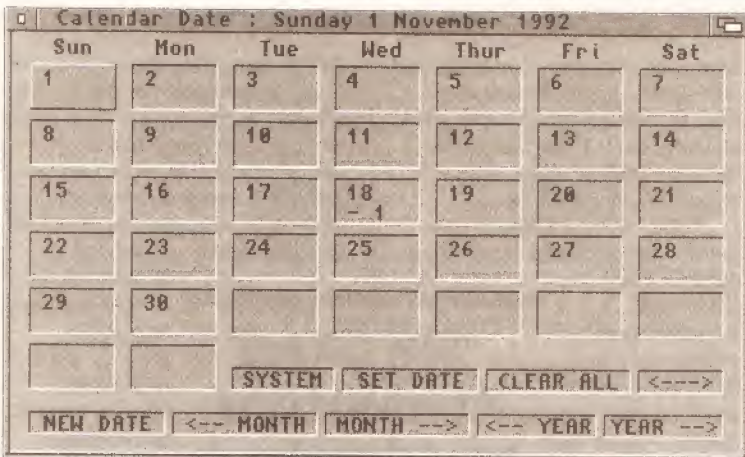 Calendar Date : Sunday 1 November 1992
Sun Mon Tue Wed Thur Fri Sat
1 2 3 4 5 6 7
8 9 10 11 12 13 14
15 16 17 18 19 20 21
- 1
22 23 24 25 26 27 28
29 30
SYSTEM SET DATE CLEAR ALL <--->
NEW DATE <-- MONTH MONTH --> <-- YEAR YEAR -->